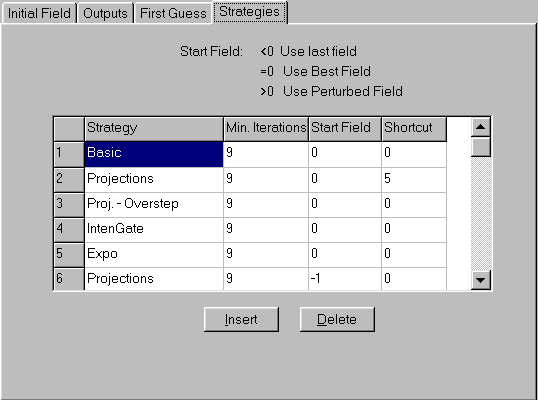 Initial Field Outputs First Guess Strategies
Start Field: <0 Use last field
=0 Use Best Field
>0 Use Perturbed Field
Strategy Min. Iterations Start Field Shortcut
1 Basic 9 0 0
2 Projections 9 0 5
3 Proj. - Overstep 9 0 0
4 IntenGate 9 0 0
5 Expo 9 0 0
6 Projections 9 -1 0
Insert Delete